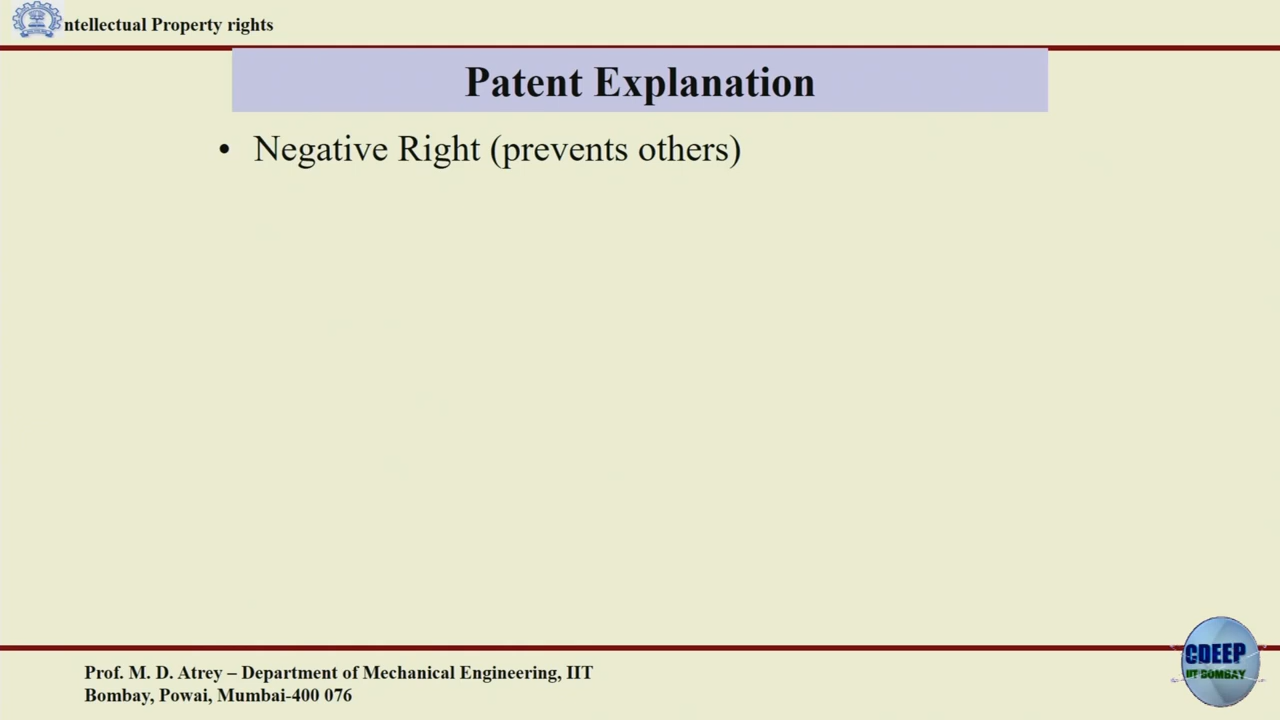 ntellectual Property rights
Patent Explanation
• Negative Right (prevents others)
CDEEP
IIT BOMBAY
Prof. M. D. Atrey – Department of Mechanical Engineering, IIT
Bombay, Powai, Mumbai-400 076